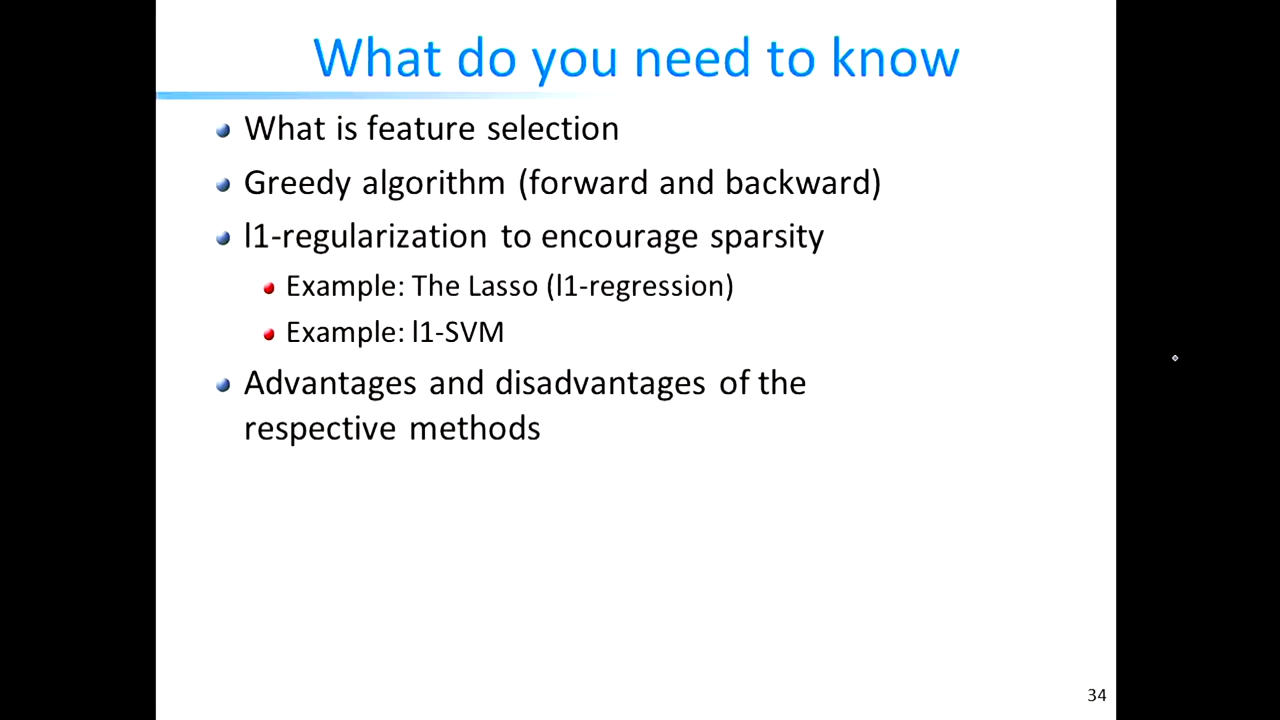 What do you need to know
What is feature selection
Greedy algorithm (forward and backward)
l1-regularization to encourage sparsity
Example: The Lasso (l1-regression)
Example: l1-SVM
Advantages and disadvantages of the
respective methods
34